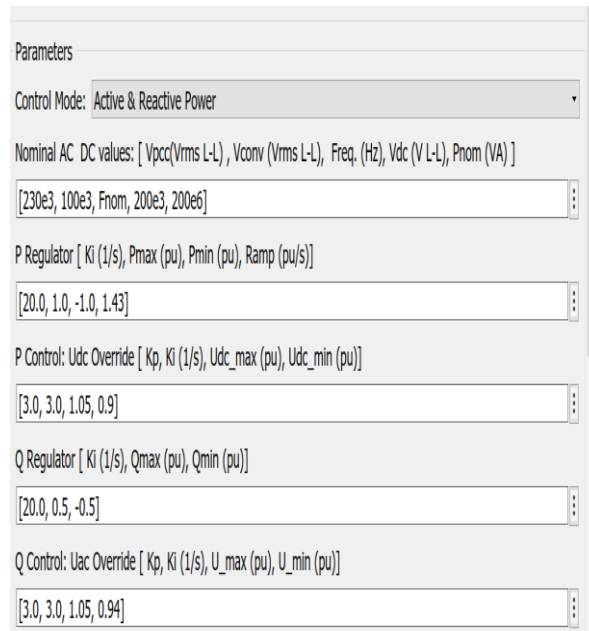 Parameters
Control Mode: Active & Reactive Power
Nominal AC DC values: [ Vpcc(Vrms L-L) , Vconv (Vrms L-L), Freq. (Hz), Vdc (V L-L), Pnom (VA) ]
[230e3, 100e3, Fnom, 200e3, 200e6]
P Regulator [ Ki (1/s), Pmax (pu), Pmin (pu), Ramp (pu/s)]
[20.0, 1.0, -1.0, 1.43]
P Control: Udc Override [ Kp, Ki (1/s), Udc_max (pu), Udc_min (pu)]
[3.0, 3.0, 1.05, 0.9]
Q Regulator [ Ki (1/s), Qmax (pu), Qmin (pu)]
[20.0, 0.5, -0.5]
Q Control: Uac Override [ Kp, Ki (1/s), U_max (pu), U_min (pu)]
[3.0, 3.0, 1.05, 0.94]